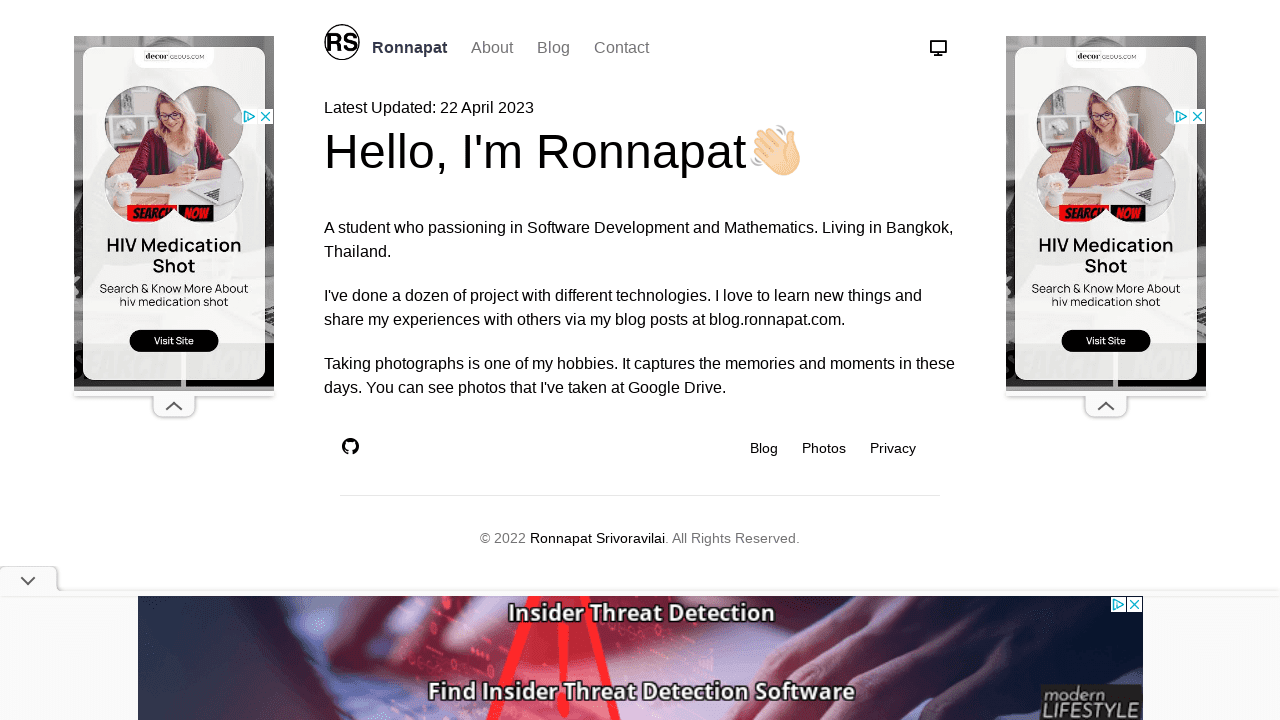 RS Ronnapat About Blog Contact
Latest Updated: 22 April 2023
Hello, I'm Ronnapat👋🏻
A student who passioning in Software Development and Mathematics. Living in Bangkok,
Thailand.
I've done a dozen of project with different technologies. I love to learn new things and
share my experiences with others via my blog posts at blog.ronnapat.com.
Taking photographs is one of my hobbies. It captures the memories and moments in these
days. You can see photos that I've taken at Google Drive.
Blog Photos Privacy
© 2022 Ronnapat Srivoravilai. All Rights Reserved.
decorgeous.com
SEARCH NOW
HIV Medication
Shot
Search & Know More About
hiv medication shot
Visit Site
decorgeous.com
SEARCH NOW
HIV Medication
Shot
Search & Know More About
hiv medication shot
Visit Site
Insider Threat Detection
Find Insider Threat Detection Software
modern
LIFESTYLE